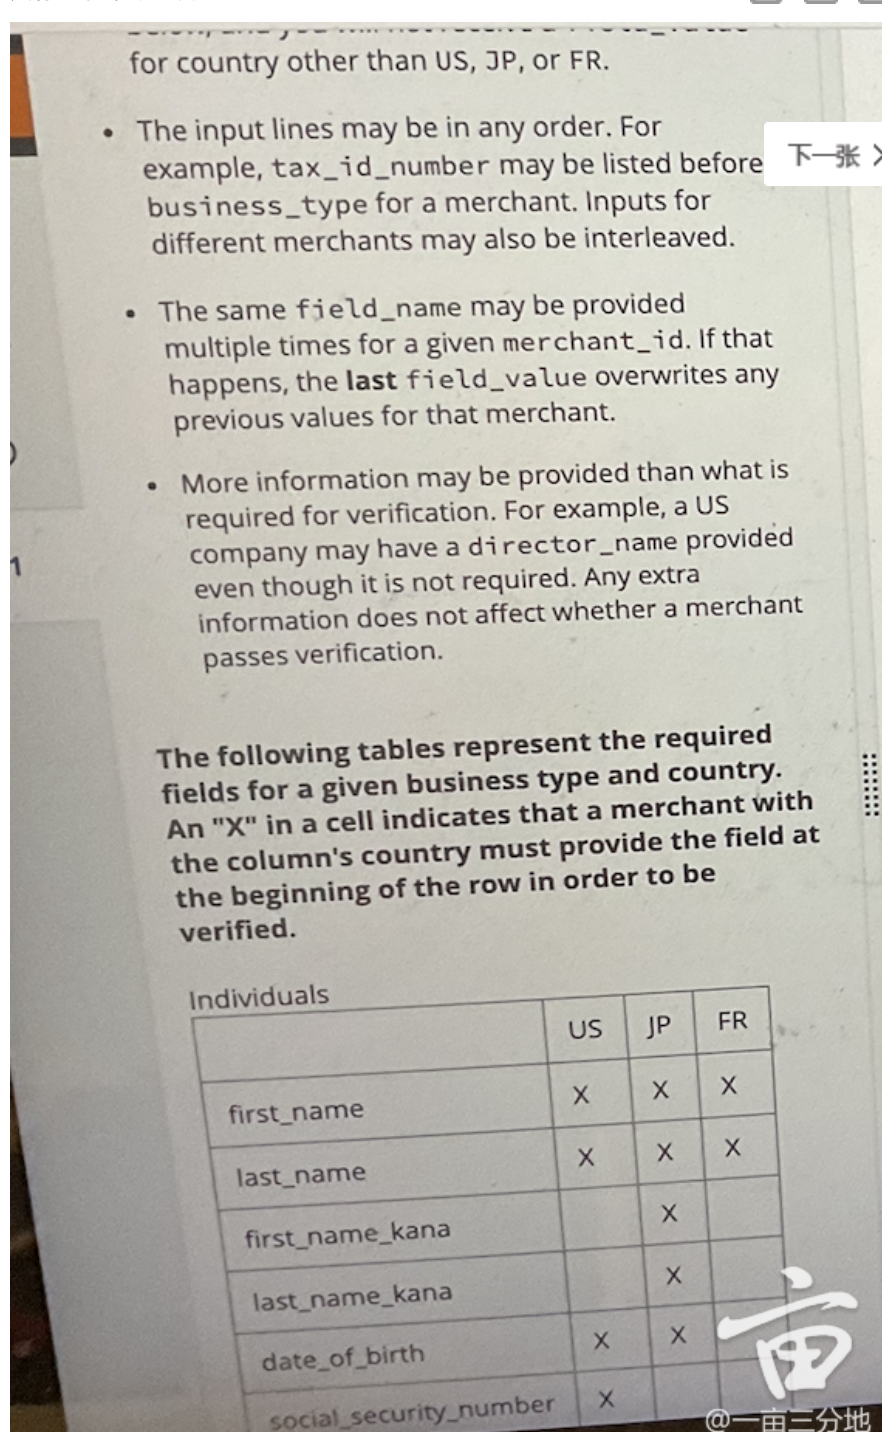 for country other than US, JP, or FR.
• The input lines may be in any order. For
example, tax_id_number may be listed before
下一张
business_type for a merchant. Inputs for
different merchants may also be interleaved.
• The same field_name may be provided
multiple times for a given merchant_id. If that
happens, the last field_value overwrites any
previous values for that merchant.
1
• More information may be provided than what is
required for verification. For example, a US
company may have a director_name provided
even though it is not required. Any extra
information does not affect whether a merchant
passes verification.
The following tables represent the required
fields for a given business type and country.
An "X" in a cell indicates that a merchant with
the column's country must provide the field at
the beginning of the row in order to be
verified.
Individuals
US JP FR
first_name X X X
last_name X X X
first_name_kana X
last_name_kana X
date_of_birth X X
social_security_number X
亩
@一亩三分地